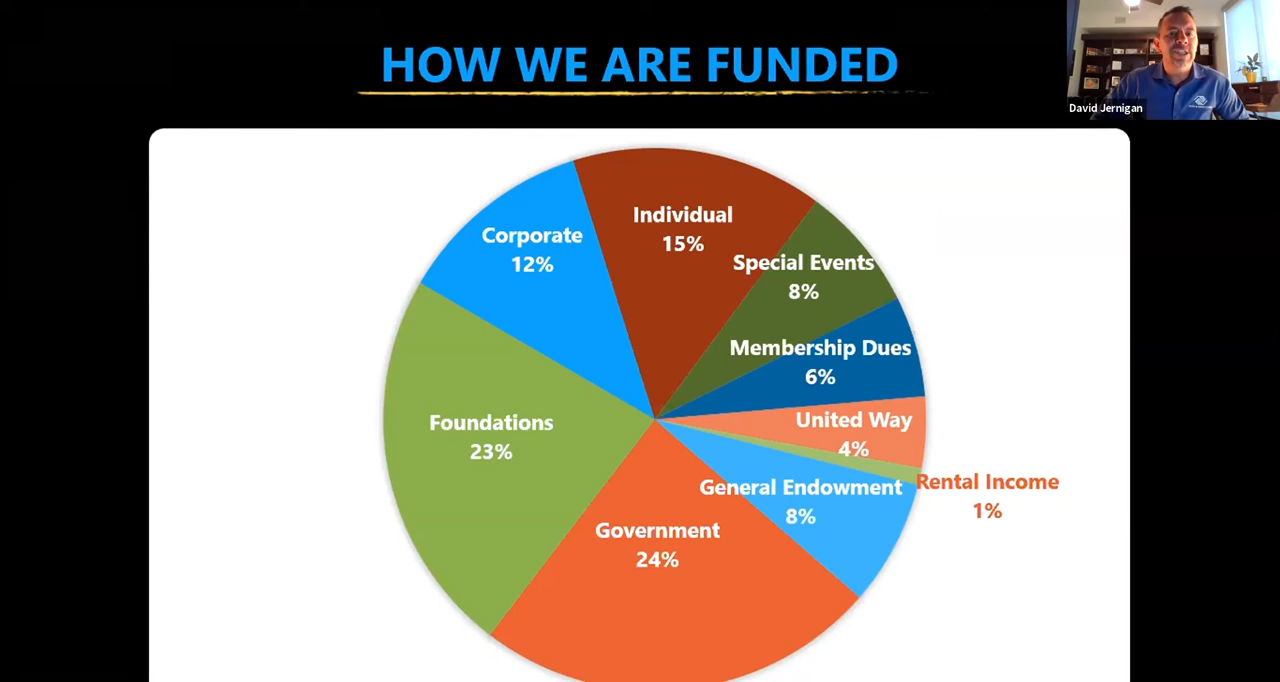 HOW WE ARE FUNDED
David Jernigan
Individual
15%
Corporate
12%
Special Events
8%
Membership Dues
6%
United Way
4%
Foundations
23%
Rental Income
1%
General Endowment
8%
Government
24%